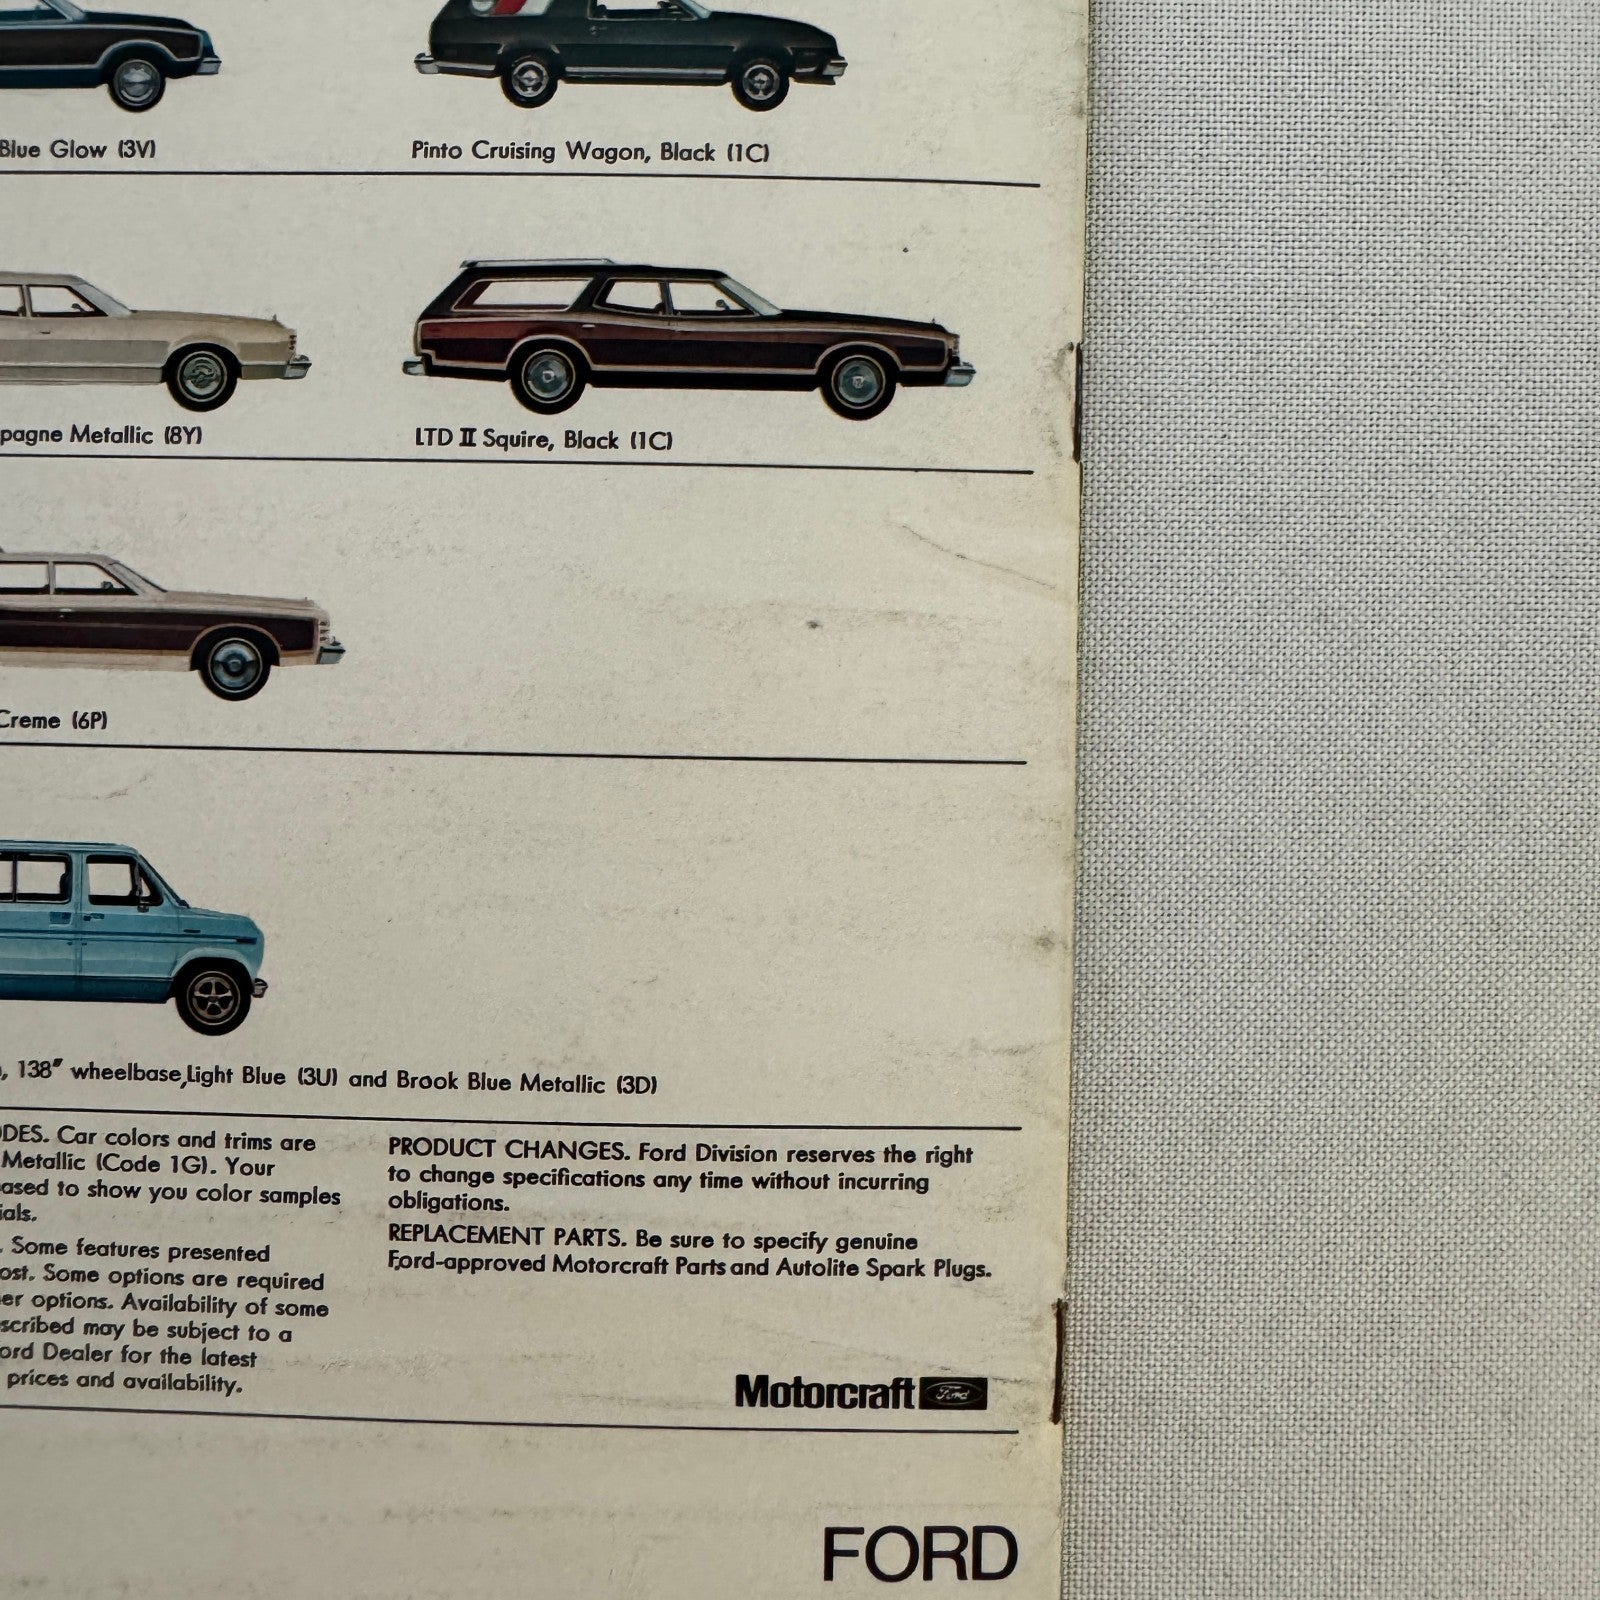 Blue Glow (3V)
Pinto Cruising Wagon, Black (1C)
pagne Metallic (8Y)
LTD II Squire, Black (1C)
Creme (6P)
, 138" wheelbase,Light Blue (3U) and Brook Blue Metallic (3D)
DES. Car colors and trims are
Metallic (Code 1G). Your
ased to show you color samples
ials.
. Some features presented
ost. Some options are required
er options. Availability of some
scribed may be subject to a
ord Dealer for the latest
prices and availability.
PRODUCT CHANGES. Ford Division reserves the right
to change specifications any time without incurring
obligations.
REPLACEMENT PARTS. Be sure to specify genuine
Ford-approved Motorcraft Parts and Autolite Spark Plugs.
Motorcraft Ford
FORD